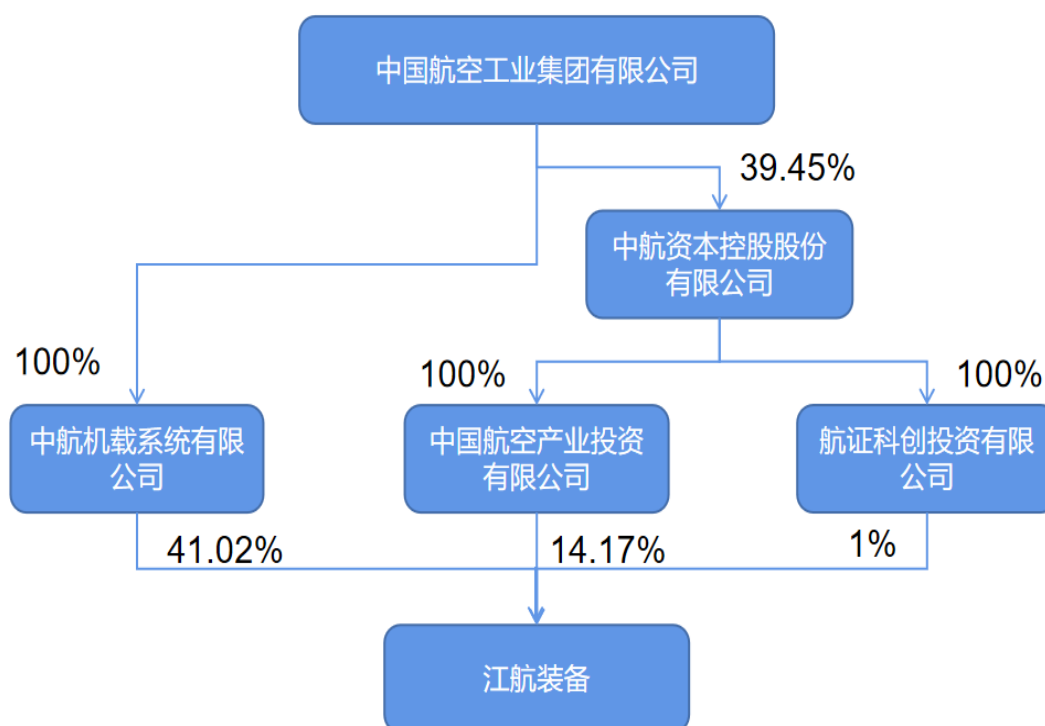 中国航空工业集团有限公司
39.45%
中航资本控股股份
有限公司
100%
100%
100%
中航机载系统有限
公司
中国航空产业投资
有限公司
航证科创投资有限
公司
41.02%
14.17%
1%
江航装备